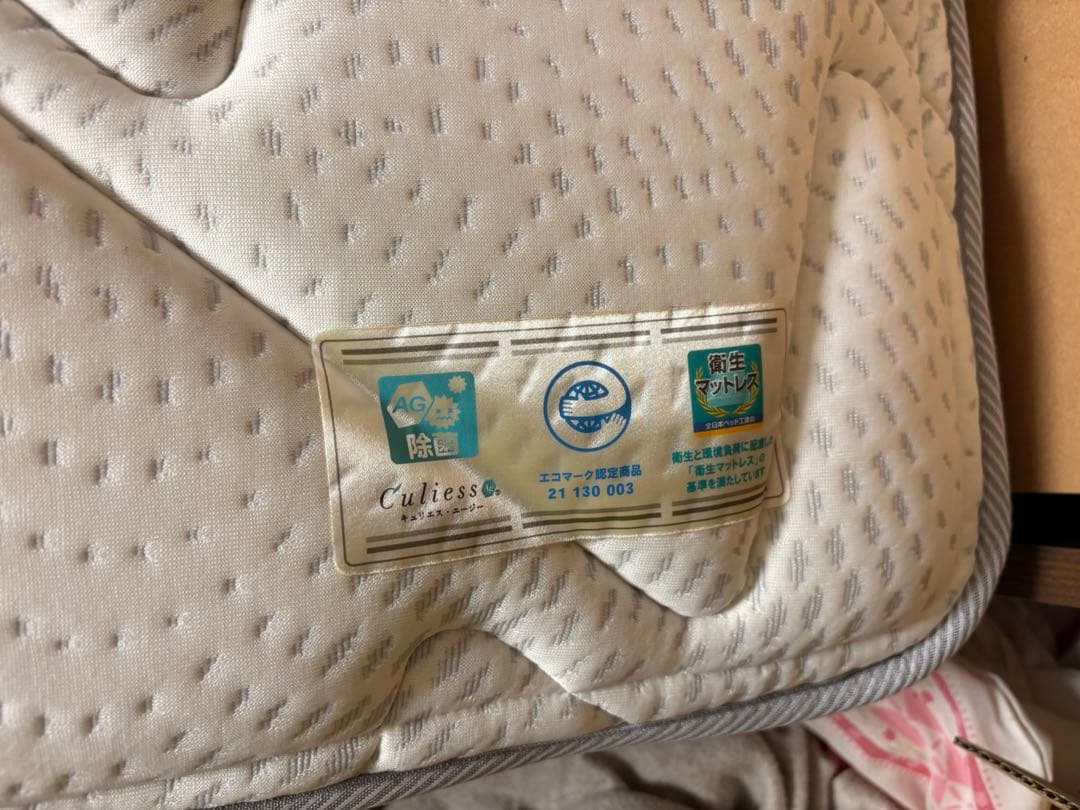 AG
除菌
Culiess AG
キュリエス・エージー
エコマーク認定商品
21 130 003
衛生
マットレス
全日本ベッド工業会
衛生と環境負荷に配慮した
「衛生マットレス」の
基準を満たしています